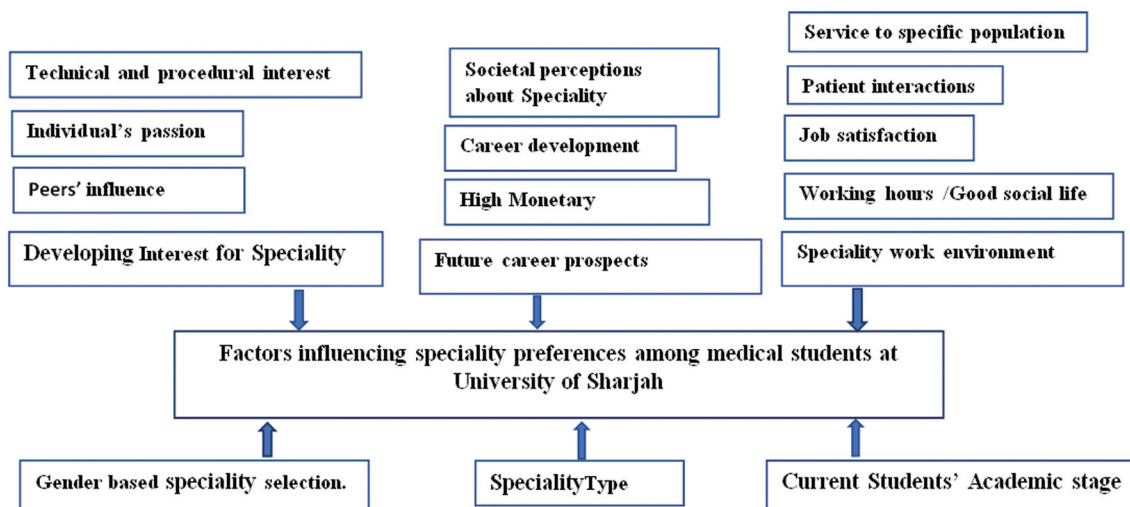 Technical and procedural interest
Individual's passion
Peers' influence
Developing Interest for Speciality
Societal perceptions
about Speciality
Career development
High Monetary
Future career prospects
Service to specific population
Patient interactions
Job satisfaction
Working hours /Good social life
Speciality work environment
Factors influencing speciality preferences among medical students at
University of Sharjah
Gender based speciality selection.
SpecialityType
Current Students' Academic stage